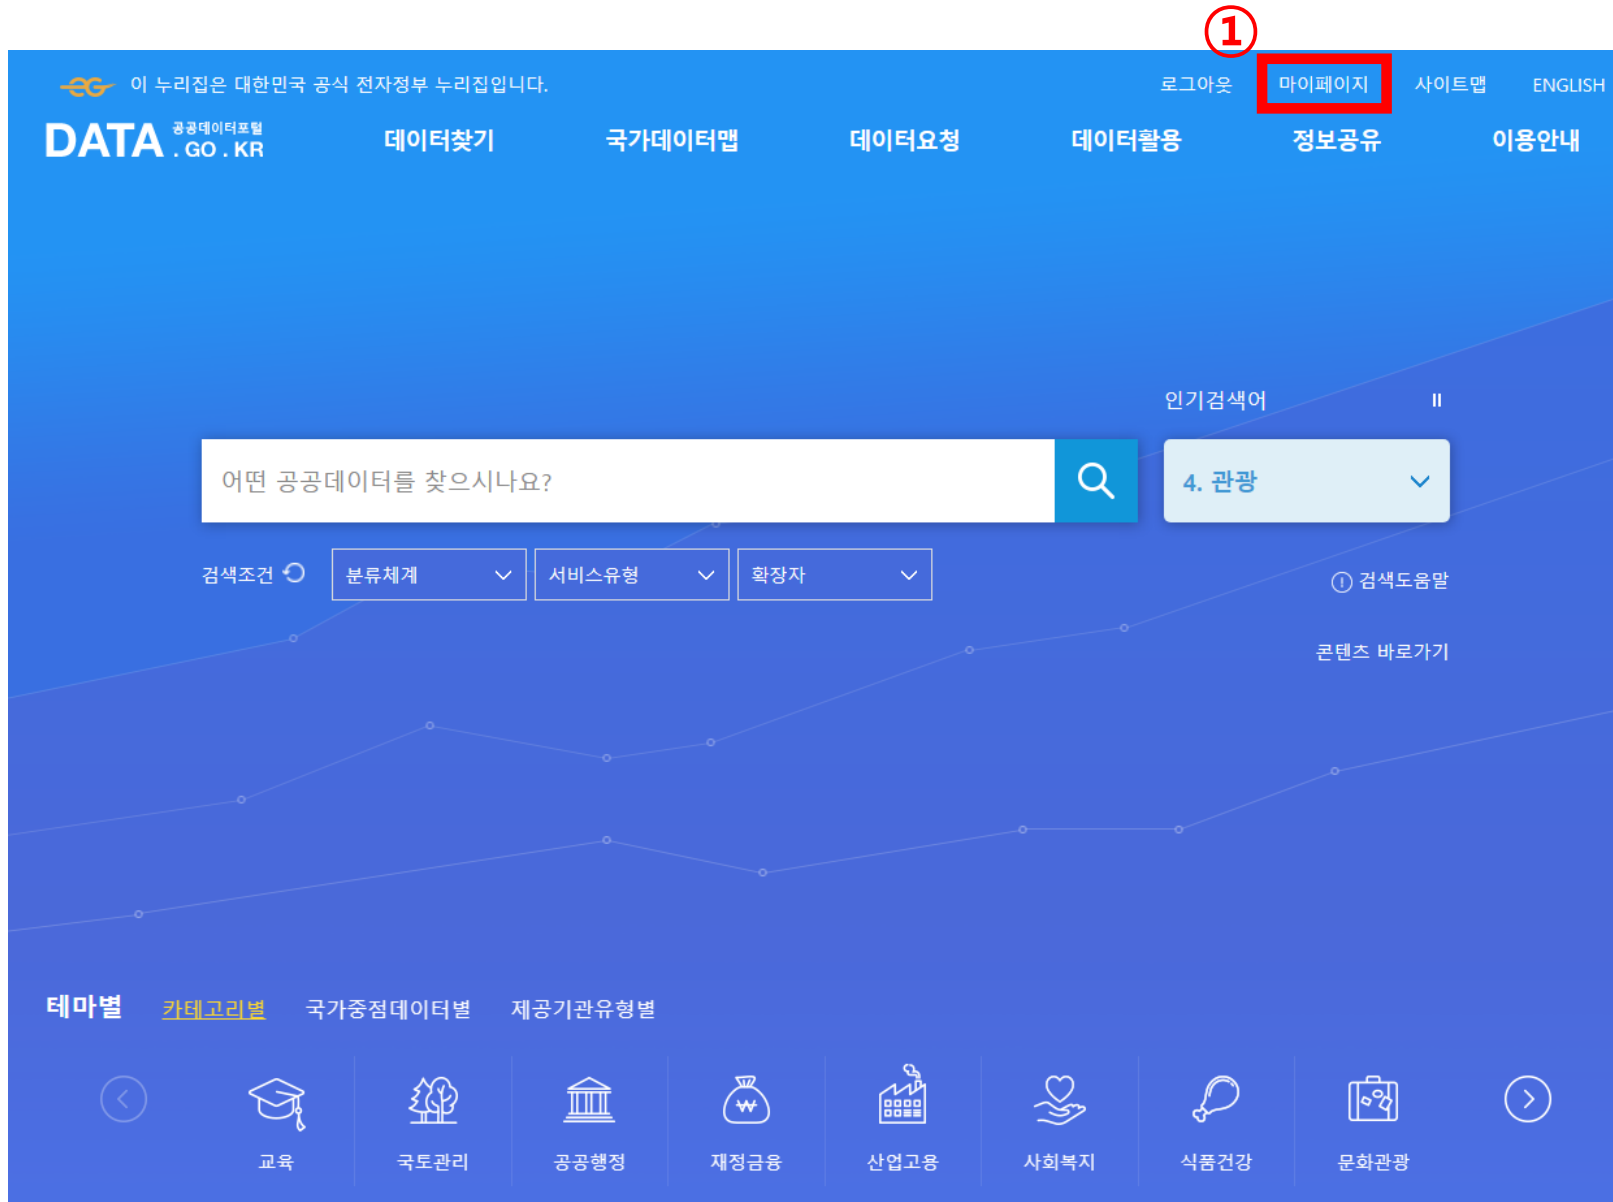 ①
이 누리집은 대한민국 공식 전자정부 누리집입니다.
로그아웃 마이페이지 사이트맵 ENGLISH
DATA 공공데이터포털 .GO.KR
데이터찾기 국가데이터맵 데이터요청 데이터활용 정보공유 이용안내
인기검색어
어떤 공공데이터를 찾으시나요?
4. 관광
검색조건 분류체계 서비스유형 확장자
검색도움말
콘텐츠 바로가기
테마별 카테고리별 국가중점데이터별 제공기관유형별
교육 국토관리 공공행정 재정금융 산업고용 사회복지 식품건강 문화관광